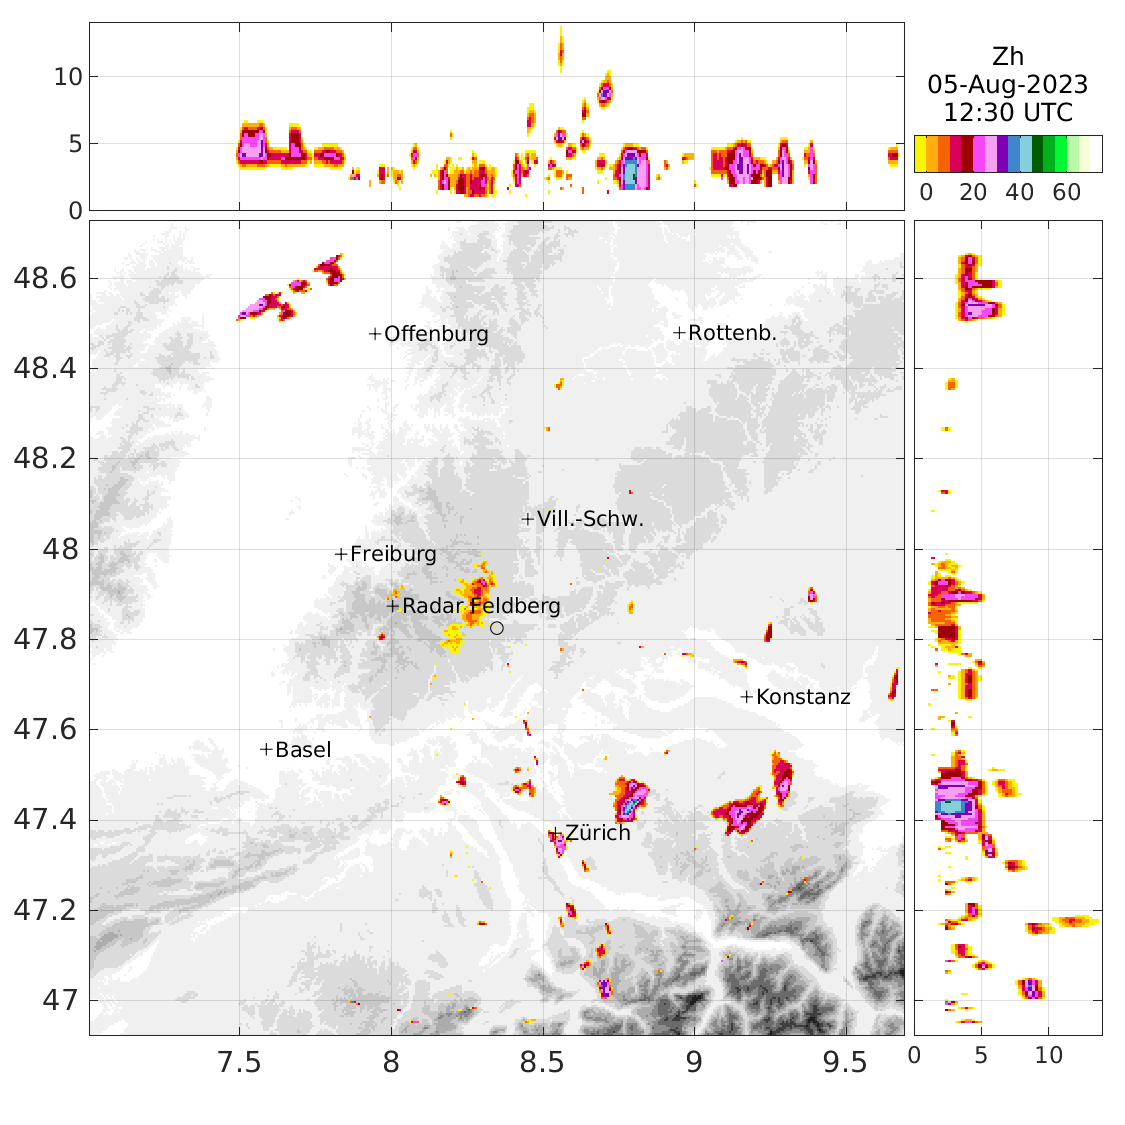 10
5
0
Zh
05-Aug-2023
12:30 UTC
0 20 40 60
48.6
48.4
48.2
48
47.8
47.6
47.4
47.2
47
Offenburg
Rottenb.
Vill.-Schw.
Freiburg
Radar Feldberg
Konstanz
Basel
Zürich
7.5 8 8.5 9 9.5
0 5 10